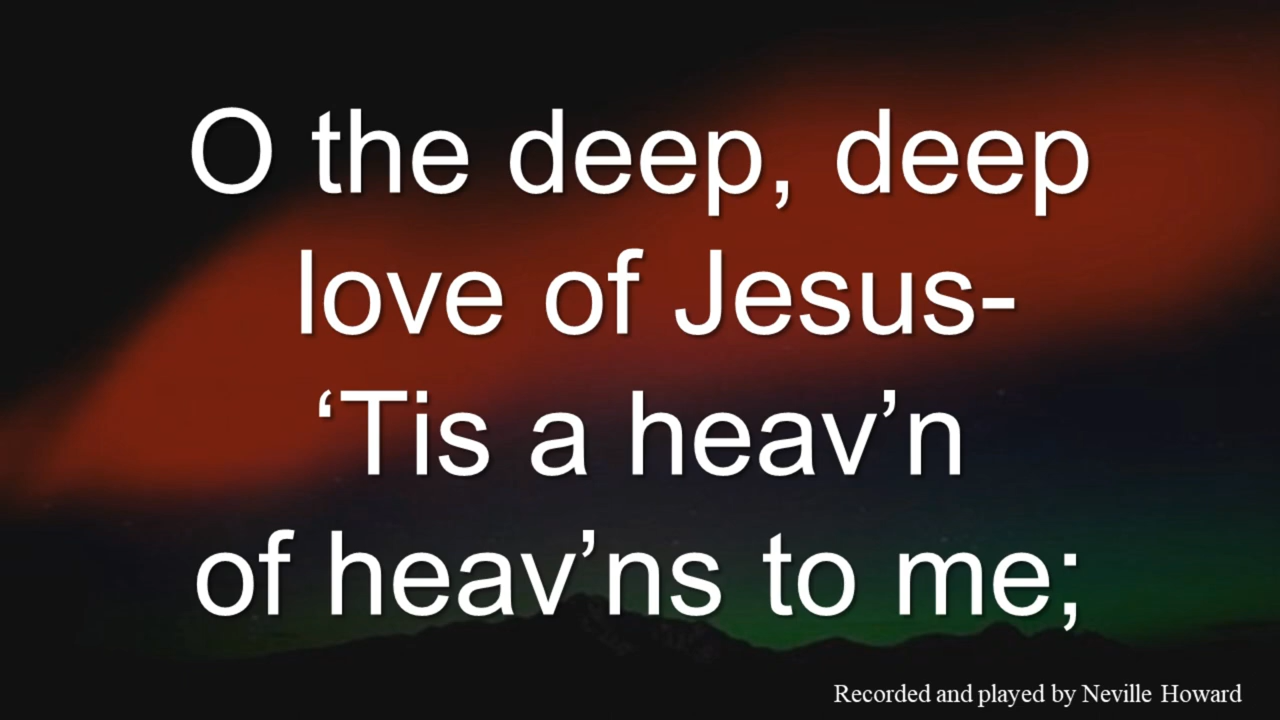 O the deep, deep
love of Jesus-
‘Tis a heav’n
of heav’ns to me;
Recorded and played by Neville Howard